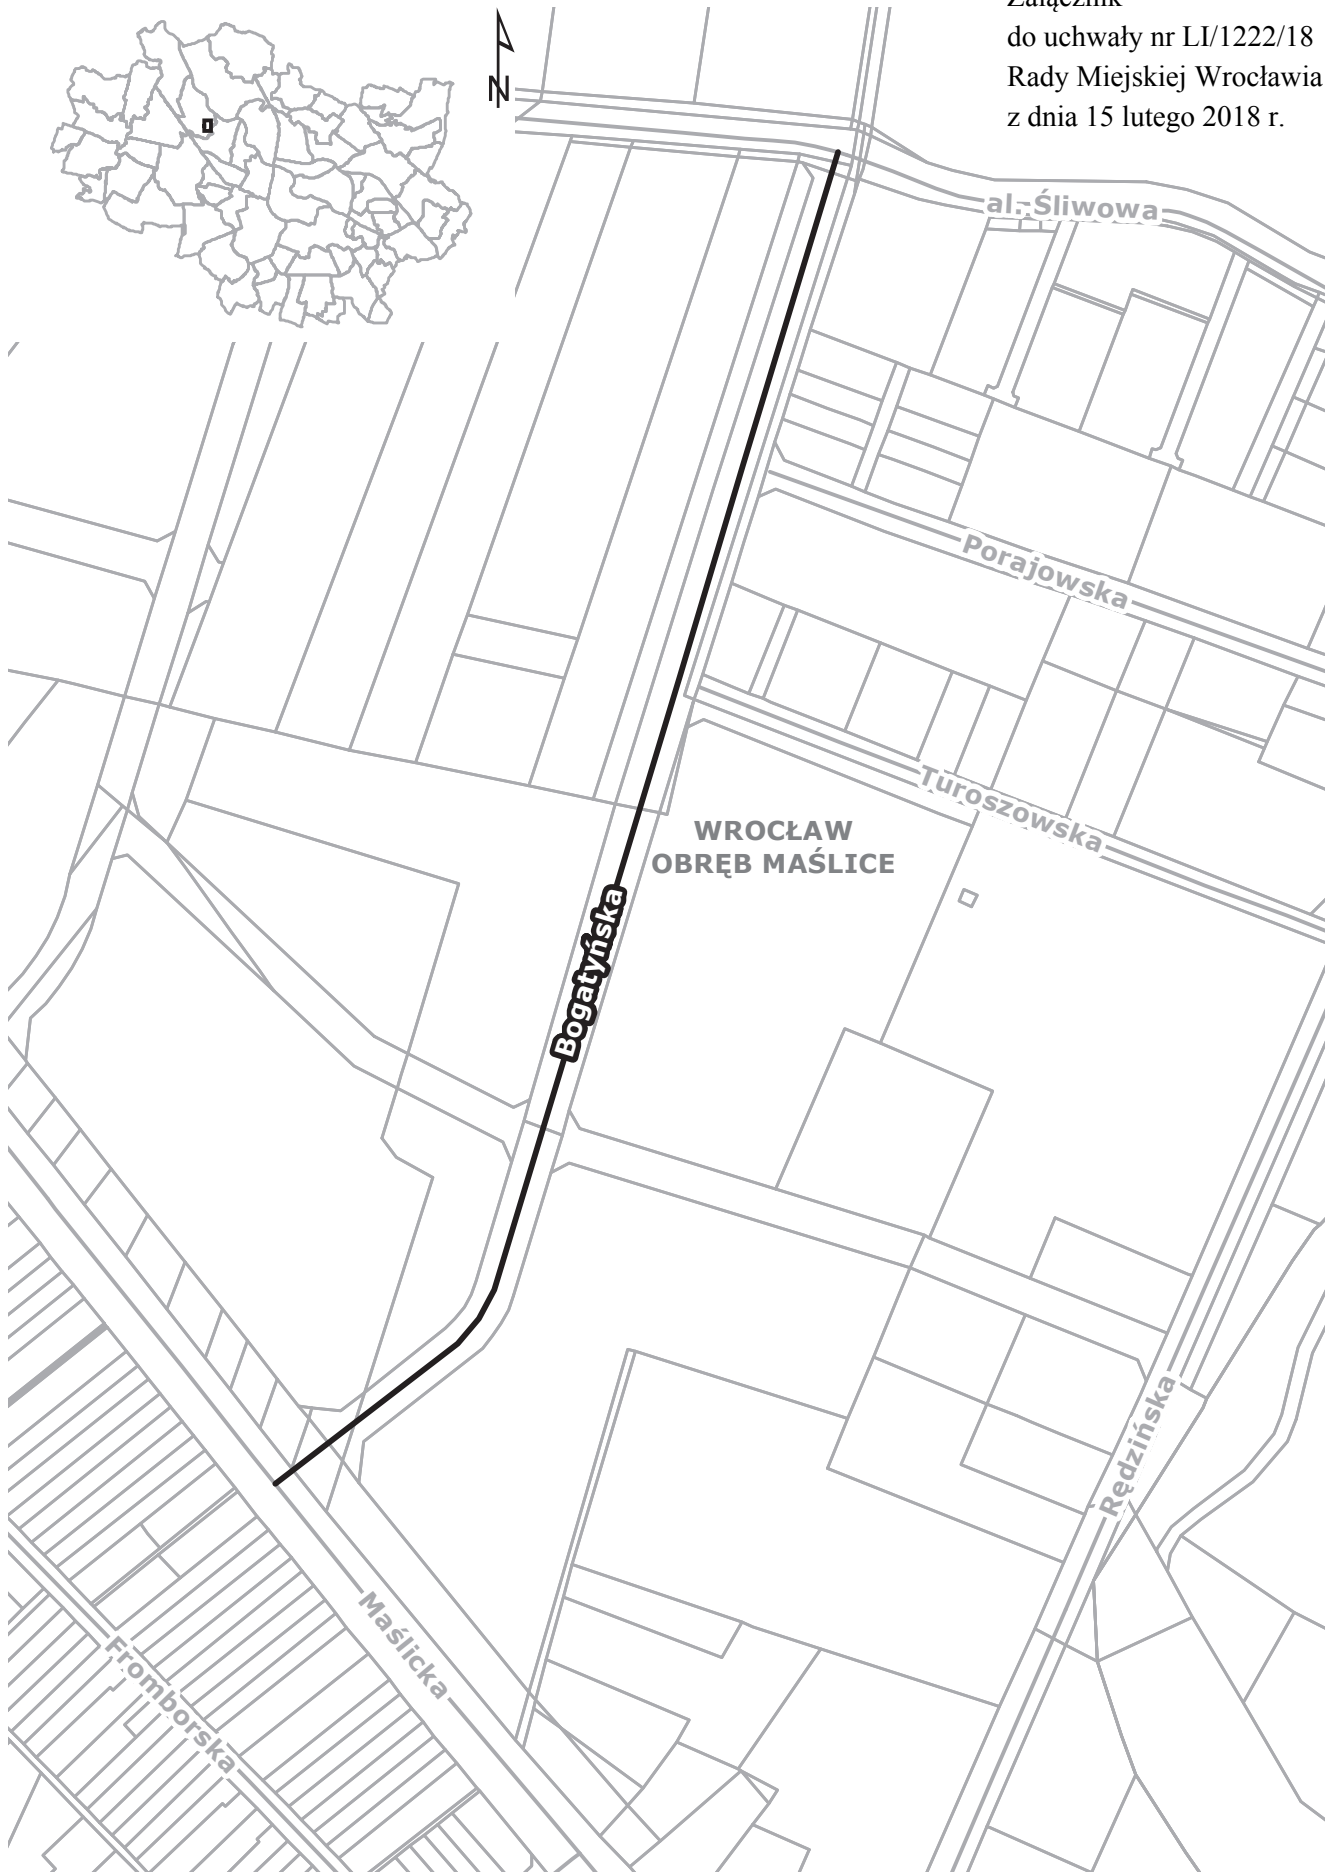 Załącznik
do uchwały nr LI/1222/18
Rady Miejskiej Wrocławia
z dnia 15 lutego 2018 r.
N
al. Śliwowa
Porajowska
Turoszowska
WROCŁAW
OBRĘB MAŚLICE
Bogatyńska
Rędzińska
Maślicka
Fromborska